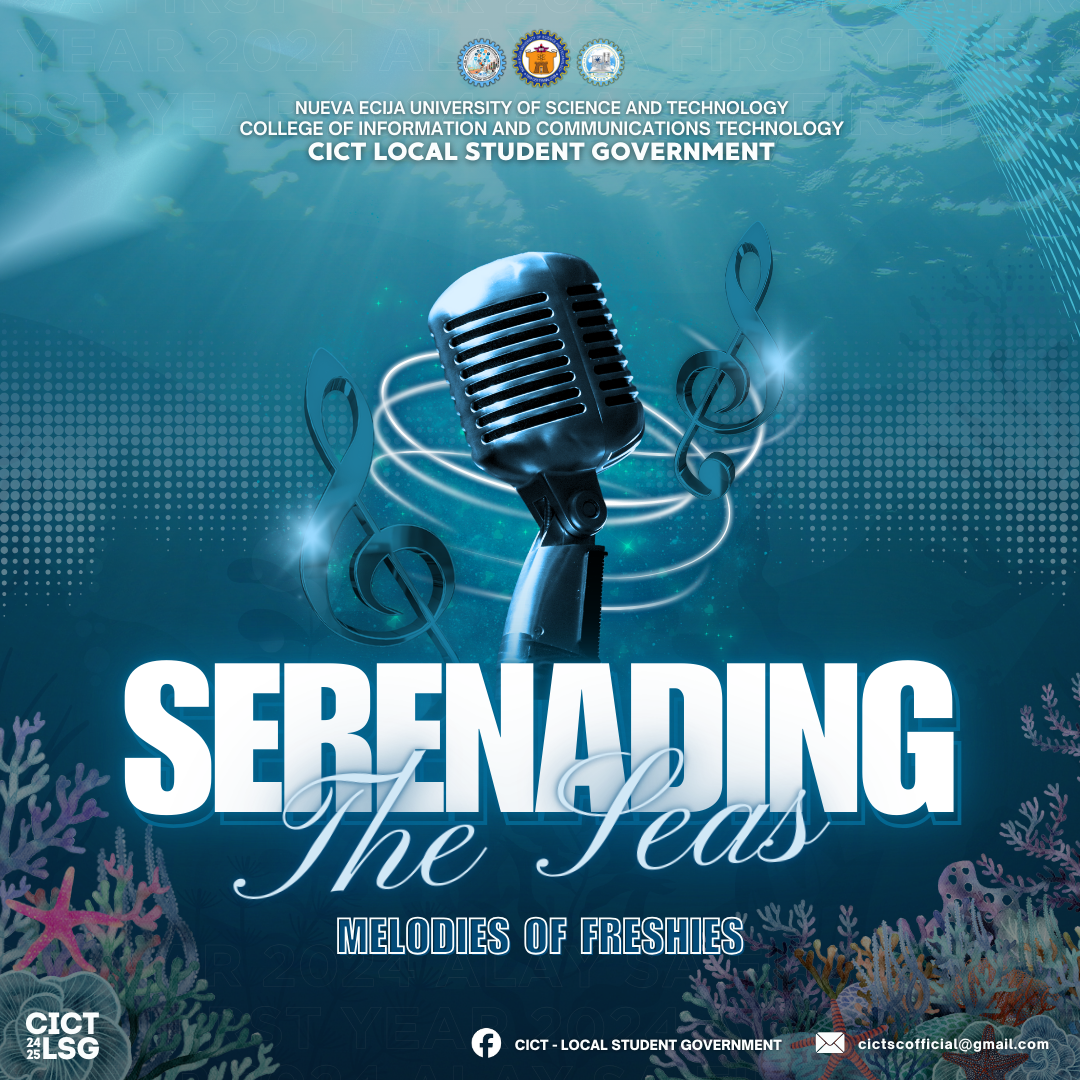 NUEVA ECIJA UNIVERSITY OF SCIENCE AND TECHNOLOGY
COLLEGE OF INFORMATION AND COMMUNICATIONS TECHNOLOGY
CICT LOCAL STUDENT GOVERNMENT
SERENADING
The Seas
MELODIES OF FRESHIES
CICT
24
25 LSG
CICT - LOCAL STUDENT GOVERNMENT
cictscofficial@gmail.com